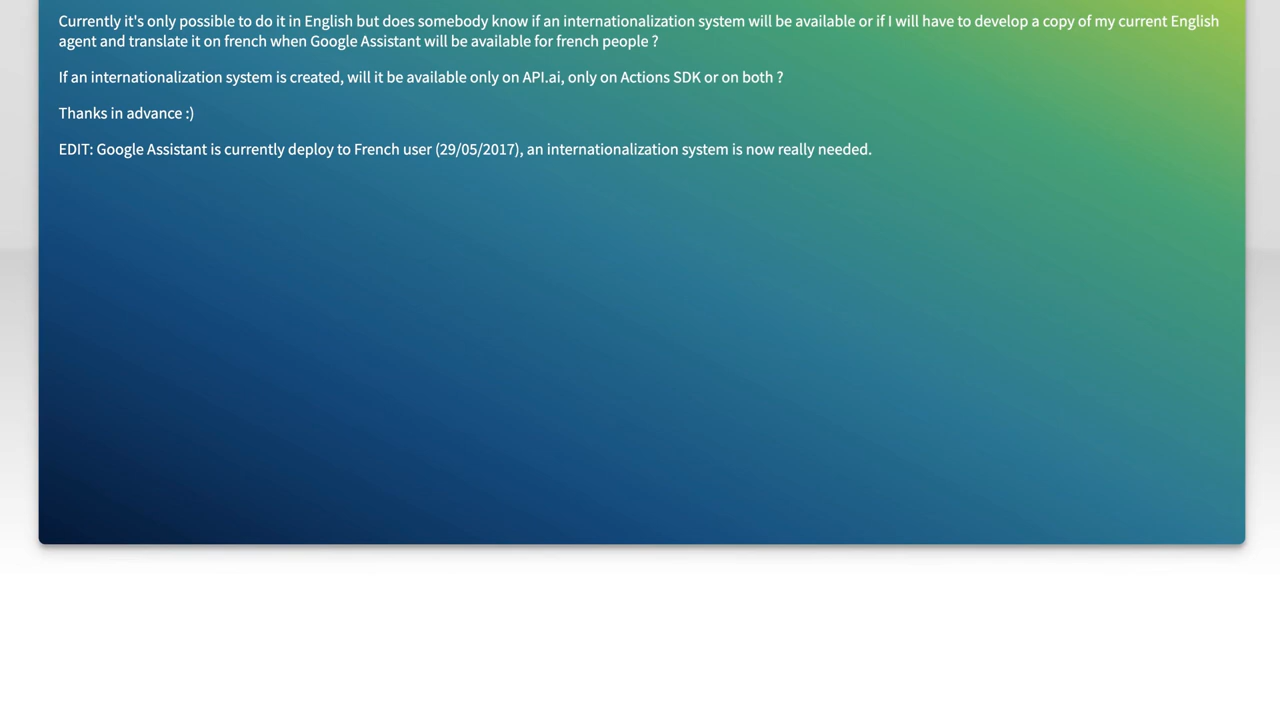 Currently it's only possible to do it in English but does somebody know if an internationalization system will be available or if I will have to develop a copy of my current English
agent and translate it on french when Google Assistant will be available for french people ?
If an internationalization system is created, will it be available only on API.ai, only on Actions SDK or on both ?
Thanks in advance :)
EDIT: Google Assistant is currently deploy to French user (29/05/2017), an internationalization system is now really needed.